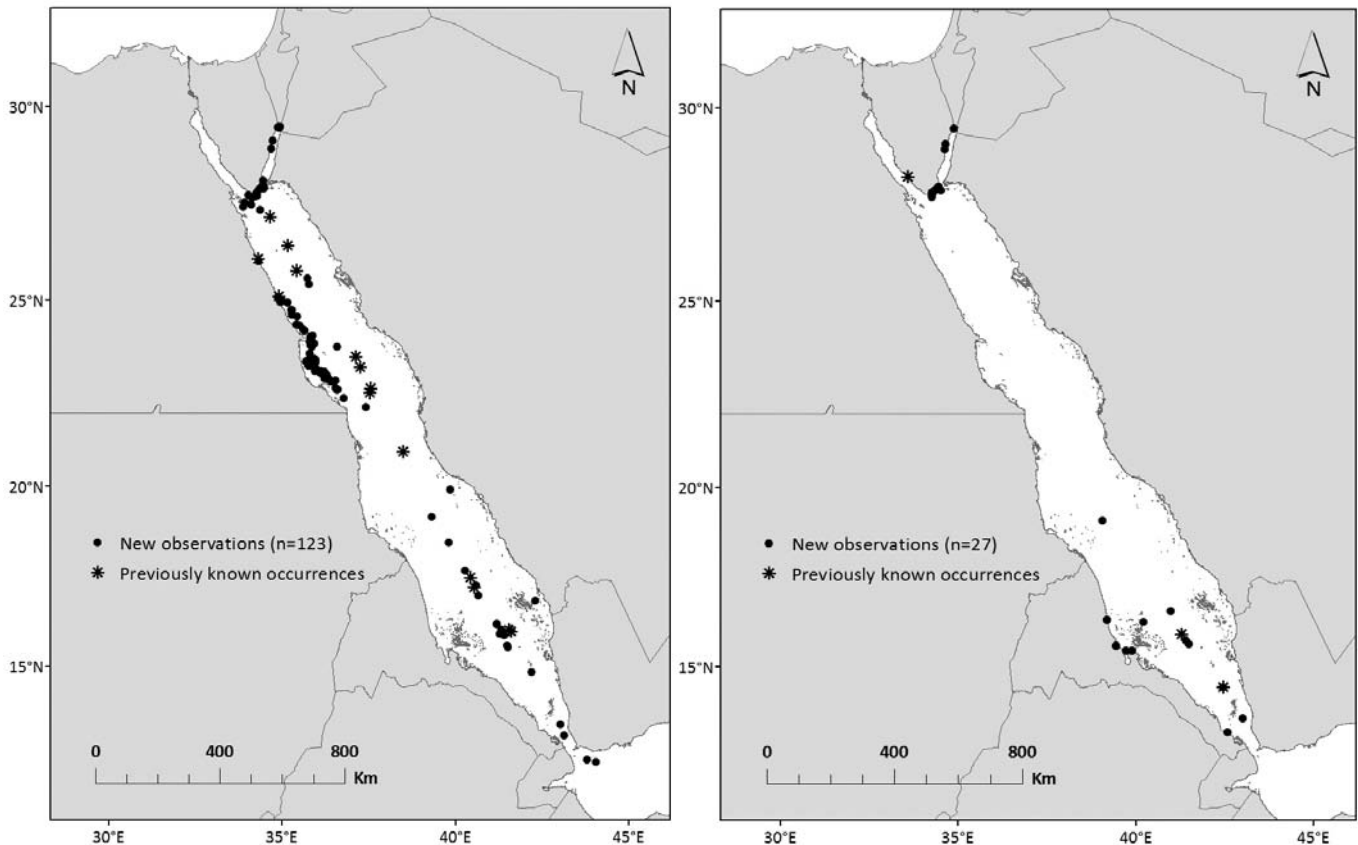 N
30°N
25°N
20°N
15°N
New observations (n=123)
Previously known occurrences
0 400 800
Km
30°E 35°E 40°E 45°E
N
30°N
25°N
20°N
15°N
New observations (n=27)
Previously known occurrences
0 400 800
Km
30°E 35°E 40°E 45°E